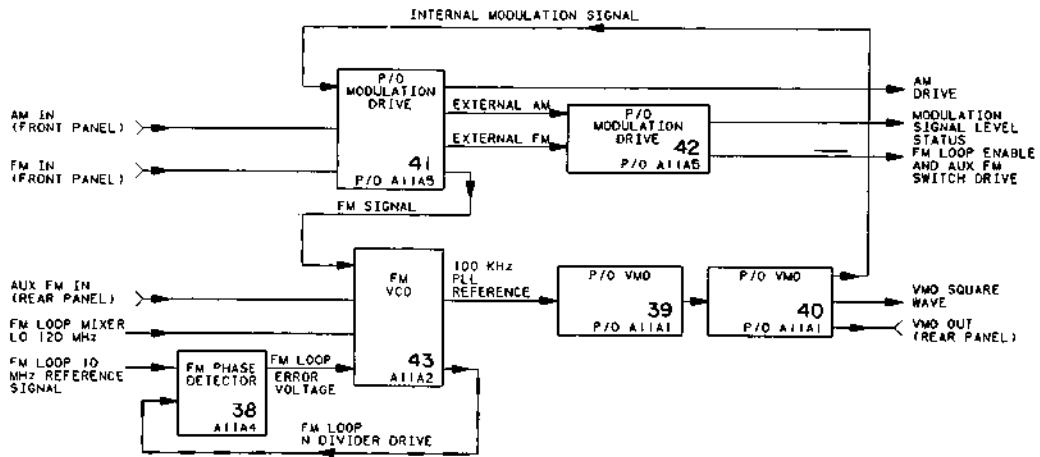 INTERNAL MODULATION SIGNAL
P/O
MODULATION
DRIVE
41
P/O A11A5
AM IN
(FRONT PANEL)
FM IN
(FRONT PANEL)
EXTERNAL AM
EXTERNAL FM
P/O
MODULATION
DRIVE
42
P/O A11A5
AM
DRIVE
MODULATION
SIGNAL LEVEL
STATUS
FM LOOP ENABLE
AND AUX FM
SWITCH DRIVE
FM SIGNAL
AUX FM IN
(REAR PANEL)
FM LOOP MIXER
LO 120 MHz
FM LOOP 10
MHz REFERENCE
SIGNAL
FM
VCO
43
A11A2
100 KHz
PLL
REFERENCE
P/O VMO
39
P/O A11A1
P/O VMO
40
P/O A11A1
VMO SQUARE
WAVE
VMO OUT
(REAR PANEL)
FM PHASE
DETECTOR
38
A11A4
FM LOOP
ERROR
VOLTAGE
FM LOOP
N DIVIDER DRIVE